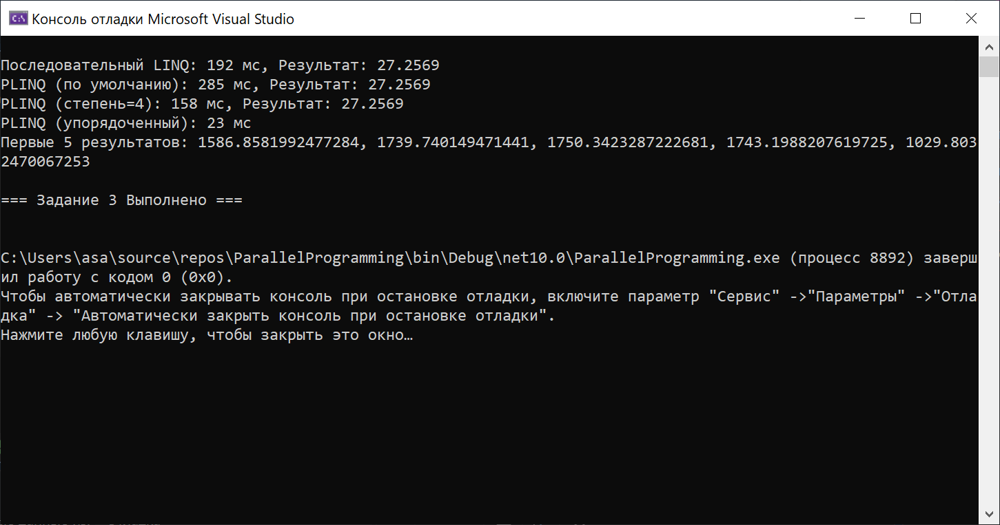 Консоль отладки Microsoft Visual Studio
Последовательный LINQ: 192 мс, Результат: 27.2569
PLINQ (по умолчанию): 285 мс, Результат: 27.2569
PLINQ (степень=4): 158 мс, Результат: 27.2569
PLINQ (упорядоченный): 23 мс
Первые 5 результатов: 1586.8581992477284, 1739.740149471441, 1750.3423287222681, 1743.1988207619725, 1029.803
2470067253
=== Задание 3 Выполнено ===
C:\Users\asa\source\repos\ParallelProgramming\bin\Debug\net10.0\ParallelProgramming.exe (процесс 8892) заверш
ил работу с кодом 0 (0x0).
Чтобы автоматически закрывать консоль при остановке отладки, включите параметр "Сервис" ->"Параметры" ->"Отла
дка" -> "Автоматически закрыть консоль при остановке отладки".
Нажмите любую клавишу, чтобы закрыть это окно…